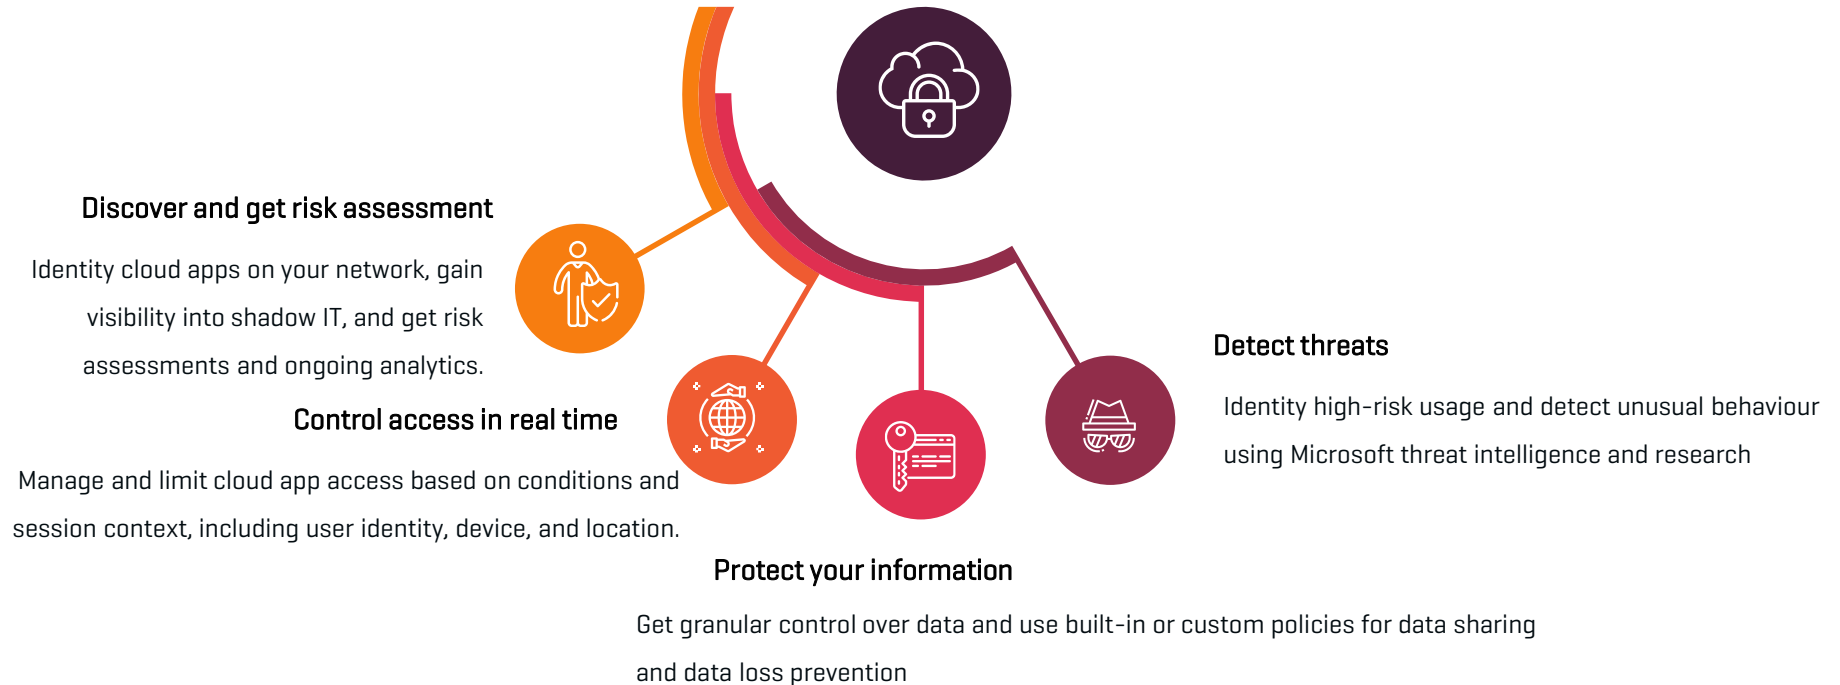 Discover and get risk assessment
Identity cloud apps on your network, gain
visibility into shadow IT, and get risk
assessments and ongoing analytics.
Control access in real time
Manage and limit cloud app access based on conditions and
session context, including user identity, device, and location.
Protect your information
Get granular control over data and use built-in or custom policies for data sharing
and data loss prevention
Detect threats
Identity high-risk usage and detect unusual behaviour
using Microsoft threat intelligence and research